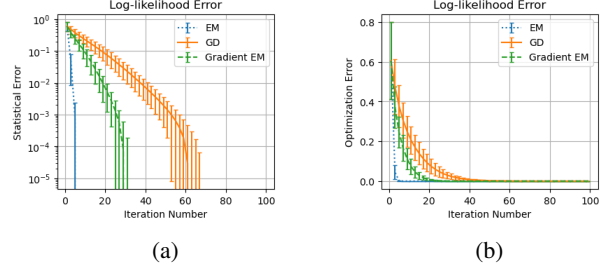 Log-likelihood Error
10⁰
10⁻¹
10⁻²
10⁻³
10⁻⁴
10⁻⁵
Statistical Error
EM
GD
Gradient EM
0 20 40 60 80 100
Iteration Number
(a)
Log-likelihood Error
0.8
0.6
0.4
0.2
0.0
Optimization Error
EM
GD
Gradient EM
0 20 40 60 80 100
Iteration Number
(b)